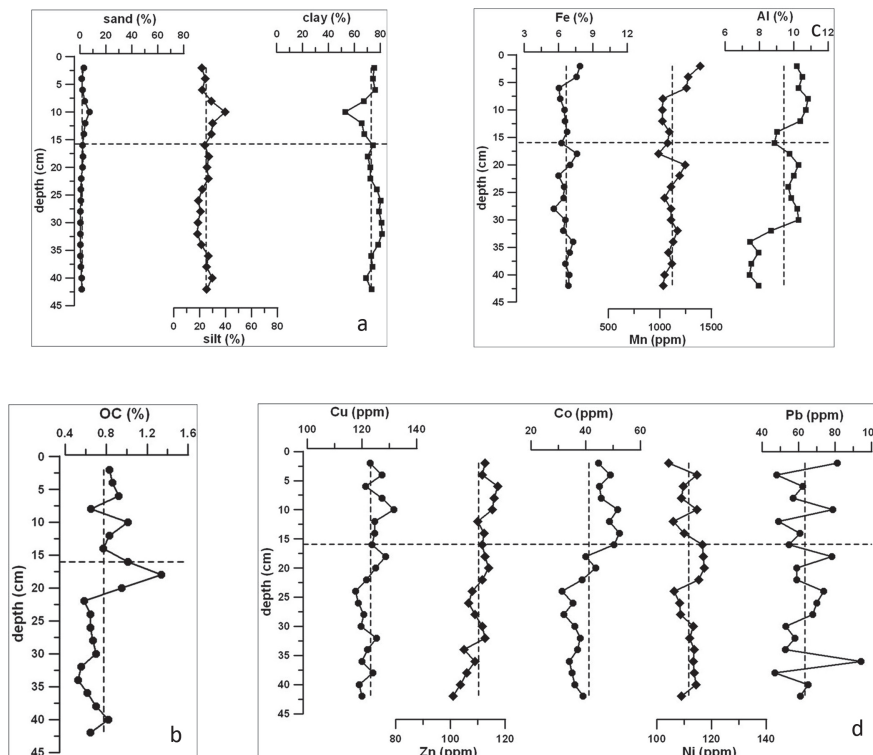 sand (%)
clay (%)
0 20 40 60 80
0 20 40 60 80
0
5
10
15
20
25
30
35
40
45
depth (cm)
0 20 40 60 80
silt (%)
a
Fe (%)
Al (%)
C
3 6 9 12
6 8 10 12
0
5
10
15
20
25
30
35
40
45
depth (cm)
500 1000 1500
Mn (ppm)
OC (%)
0.4 0.8 1.2 1.6
0
5
10
15
20
25
30
35
40
45
depth (cm)
b
Cu (ppm)
Co (ppm)
Pb (ppm)
100 120 140
20 40 60
40 60 80 100
0
5
10
15
20
25
30
35
40
45
depth (cm)
80 100 120
Zn (ppm)
100 120 140
Ni (ppm)
d